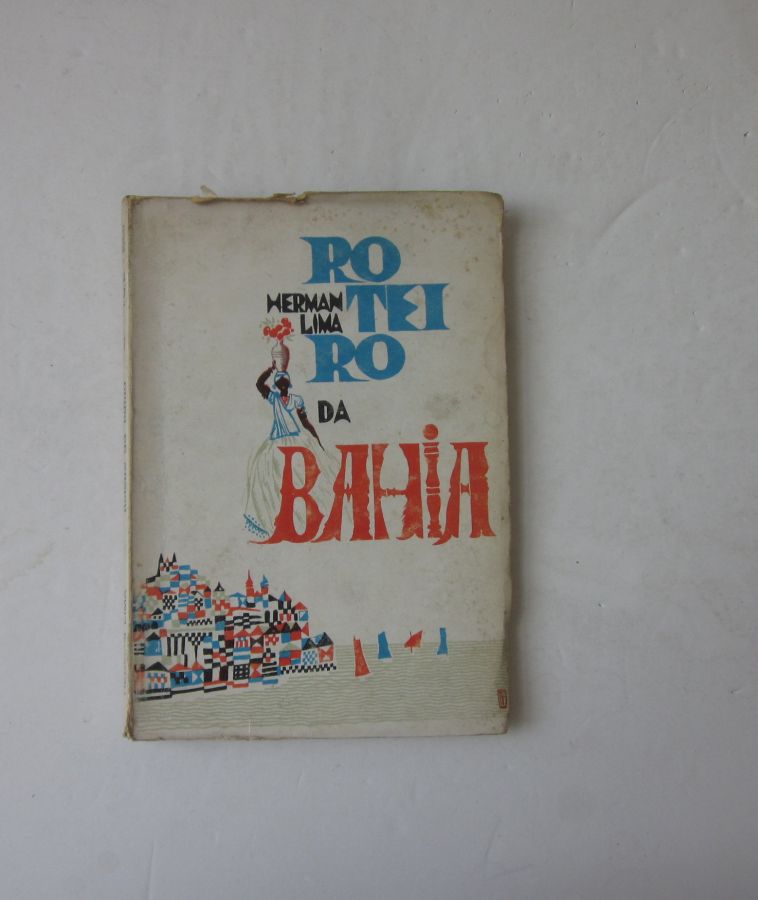 RO
HERMAN TEI
LIMA
RO
DA
BAHIA